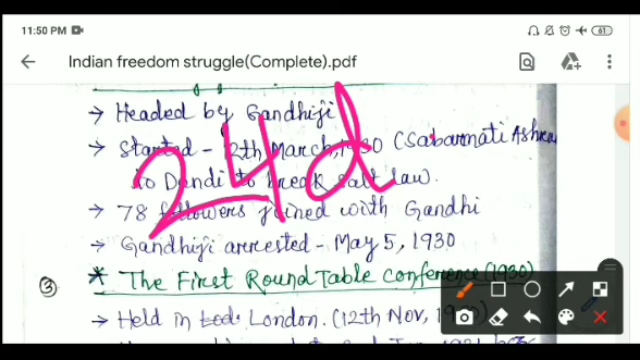 11:50 PM
61
Indian freedom struggle(Complete).pdf
→ Headed by Gandhiji
→ Started - 12th March, 1930 (Sabarmati Ashram
to Dandi to break salt law.
24d
→ 78 followers joined with Gandhi
→ Gandhiji arrested - May 5, 1930
③ * The First Round Table Conference (1930)
→ Held in London. (12th Nov, 19